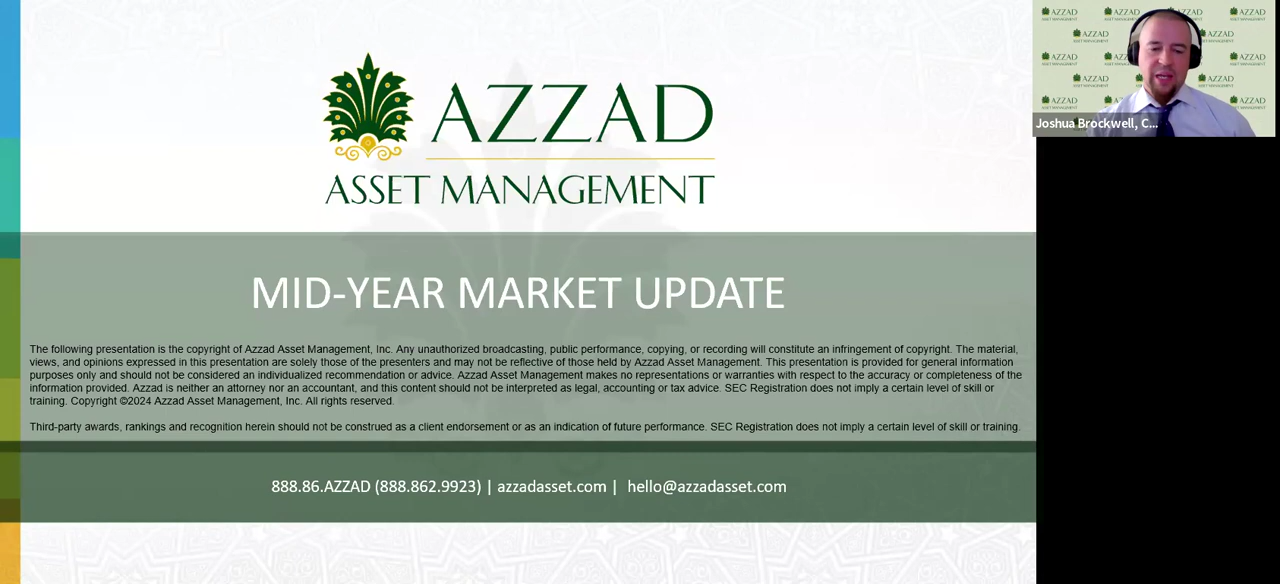 AZZAD
ASSET MANAGEMENT
MID-YEAR MARKET UPDATE
The following presentation is the copyright of Azzad Asset Management, Inc. Any unauthorized broadcasting, public performance, copying, or recording will constitute an infringement of copyright. The material,
views, and opinions expressed in this presentation are solely those of the presenters and may not be reflective of those held by Azzad Asset Management. This presentation is provided for general information
purposes only and should not be considered an individualized recommendation or advice. Azzad Asset Management makes no representations or warranties with respect to the accuracy or completeness of the
information provided. Azzad is neither an attorney nor an accountant, and this content should not be interpreted as legal, accounting or tax advice. SEC Registration does not imply a certain level of skill or
training. Copyright ©2024 Azzad Asset Management, Inc. All rights reserved.
Third-party awards, rankings and recognition herein should not be construed as a client endorsement or as an indication of future performance. SEC Registration does not imply a certain level of skill or training.
888.86.AZZAD (888.862.9923) | azzadasset.com | hello@azzadasset.com
AZZAD
ASSET MANAGEMENT
Joshua Brockwell, C...